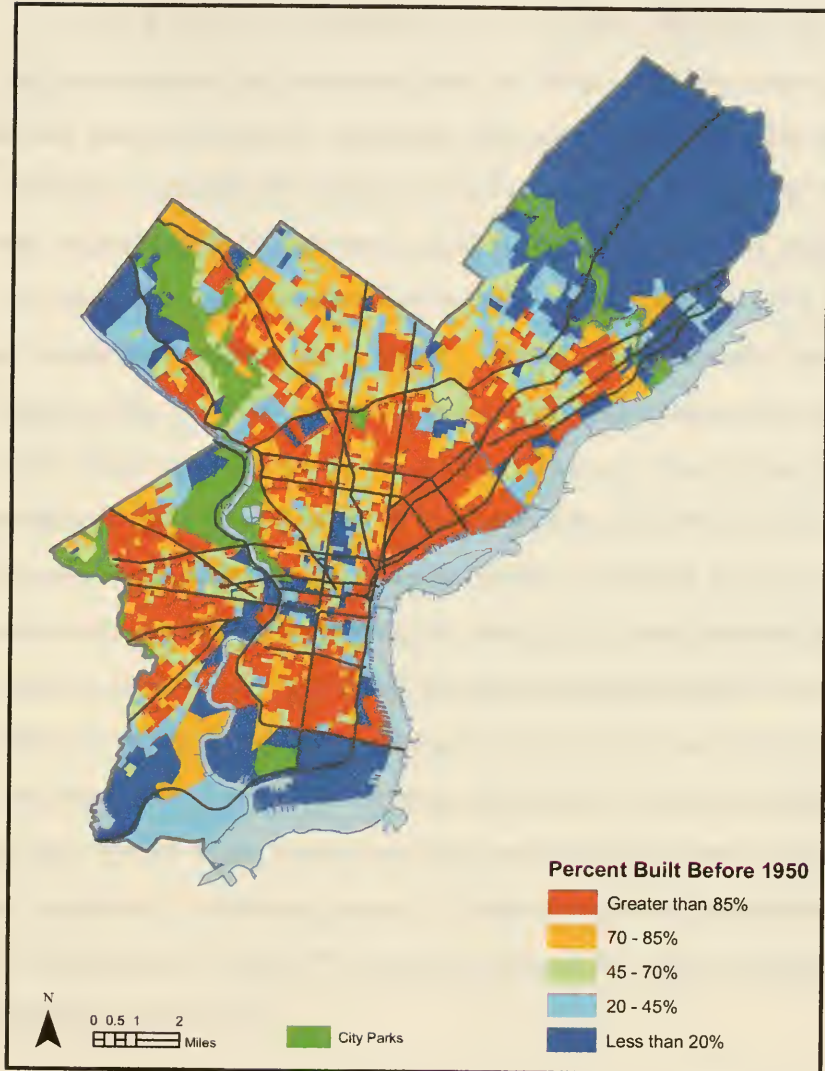 Percent Built Before 1950
Greater than 85%
70 - 85%
45 - 70%
20 - 45%
Less than 20%
N
0 0.5 1 2
Miles
City Parks